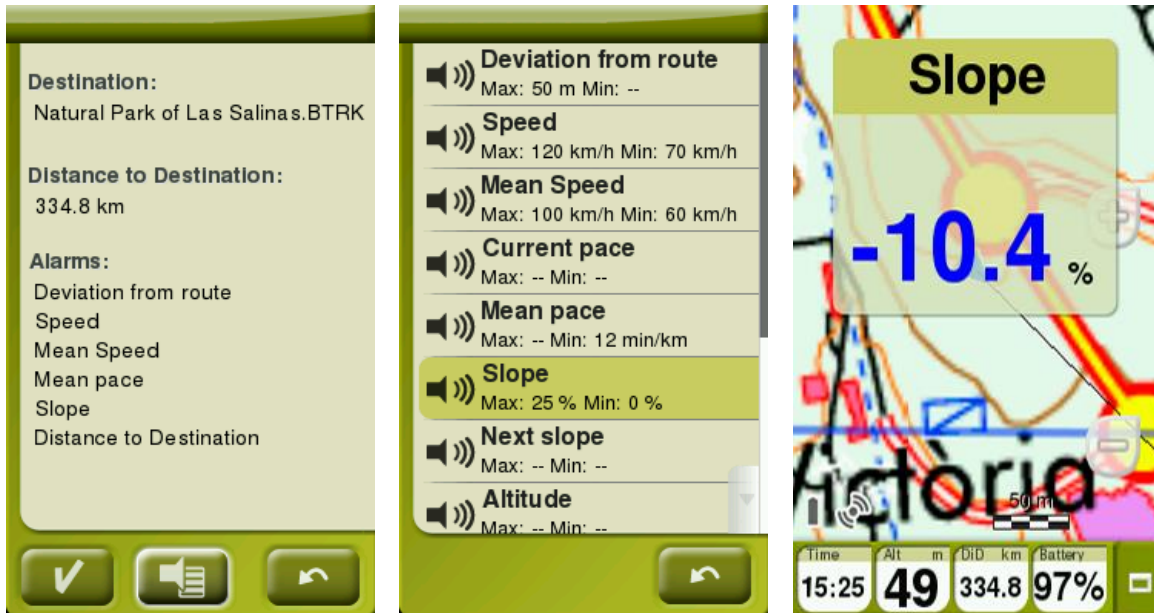 Destination:
Natural Park of Las Salinas.BTRK
Distance to Destination:
334.8 km
Alarms:
Deviation from route
Speed
Mean Speed
Mean pace
Slope
Distance to Destination
Deviation from route
Max: 50 m Min: --
Speed
Max: 120 km/h Min: 70 km/h
Mean Speed
Max: 100 km/h Min: 60 km/h
Current pace
Max: -- Min: --
Mean pace
Max: -- Min: 12 min/km
Slope
Max: 25 % Min: 0 %
Next slope
Max: -- Min: --
Altitude
Max: -- Min: --
Slope
-10.4 %
Victòria
50 m
Time Alt m DiD km Battery
15:25 49 334.8 97%